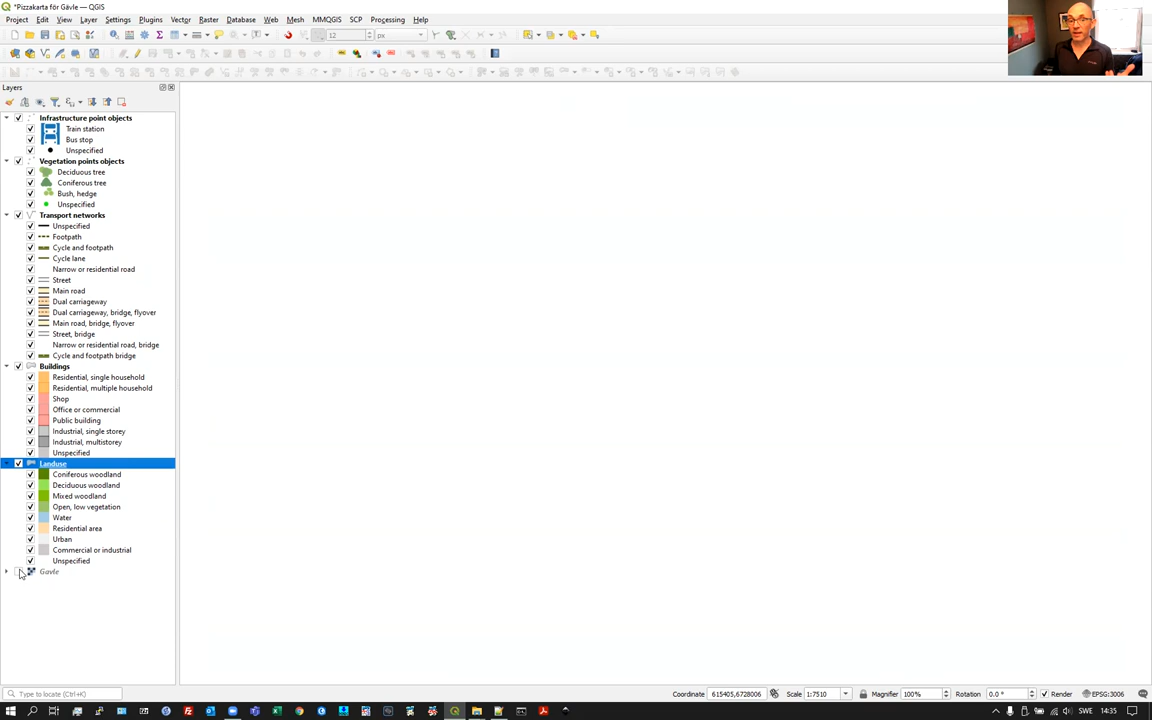 *Pizzakarta för Gävle — QGIS
Project Edit View Layer Settings Plugins Vector Raster Database Web Mesh MMQGIS SCP Processing Help
12 px
Layers
Infrastructure point objects
Train station
Bus stop
Unspecified
Vegetation points objects
Deciduous tree
Coniferous tree
Bush, hedge
Unspecified
Transport networks
Unspecified
Footpath
Cycle and footpath
Cycle lane
Narrow or residential road
Street
Main road
Dual carriageway
Dual carriageway, bridge, flyover
Main road, bridge, flyover
Street, bridge
Narrow or residential road, bridge
Cycle and footpath bridge
Buildings
Residential, single household
Residential, multiple household
Shop
Office or commercial
Public building
Industrial, single storey
Industrial, multistorey
Unspecified
Landuse
Coniferous woodland
Deciduous woodland
Mixed woodland
Open, low vegetation
Water
Residential area
Urban
Commercial or industrial
Unspecified
Gavle
Type to locate (Ctrl+K) Coordinate 615405,6728006 Scale 1:7510 Magnifier 100% Rotation 0.0 ° Render EPSG:3006
SWE 14:35